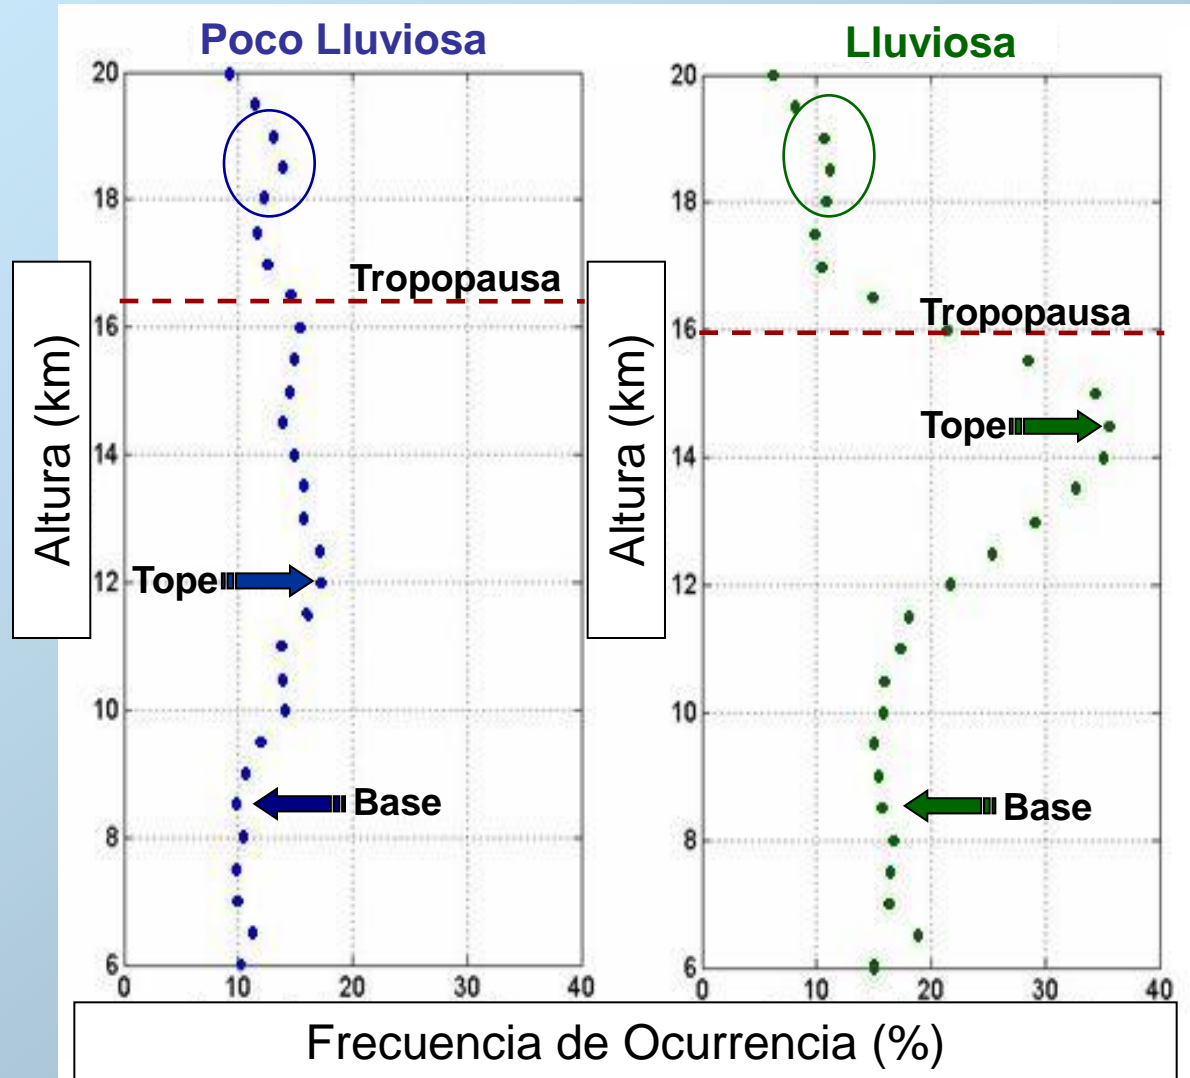 Poco Lluviosa
20
18
16
14
12
10
8
6
0 10 20 30 40
Altura (km)
Tropopausa
Tope
Base
Lluviosa
20
18
16
14
12
10
8
6
0 10 20 30 40
Altura (km)
Tropopausa
Tope
Base
Frecuencia de Ocurrencia (%)